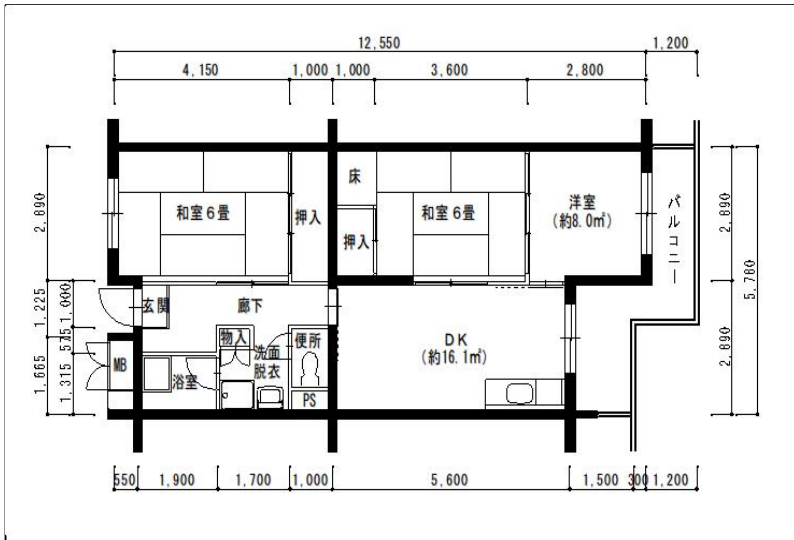 12,550
1,200
4,150
1,000
1,000
3,600
2,800
和室6畳
押入
床
押入
和室6畳
洋室
(約8.0㎡)
バルコニー
2,890
1,225
1,665
1,000
575
1,315
2,890
2,890
5,780
玄関
廊下
物入
洗面
脱衣
便所
浴室
MB
PS
DK
(約16.1㎡)
550
1,900
1,700
1,000
5,600
1,500
300
1,200